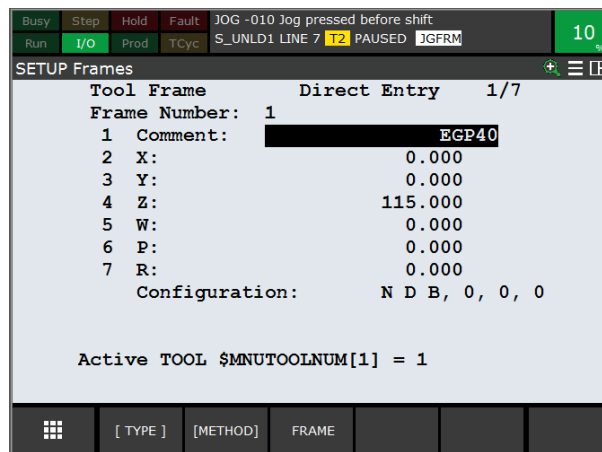 Busy Step Hold Fault JOG -010 Jog pressed before shift
Run I/O Prod TCyc S_UNLD1 LINE 7 T2 PAUSED JGFRM 10 %
SETUP Frames
Tool Frame Direct Entry 1/7
Frame Number: 1
1 Comment: EGP40
2 X: 0.000
3 Y: 0.000
4 Z: 115.000
5 W: 0.000
6 P: 0.000
7 R: 0.000
Configuration: N D B, 0, 0, 0
Active TOOL $MNUTOOLNUM[1] = 1
[ TYPE ] [METHOD] FRAME